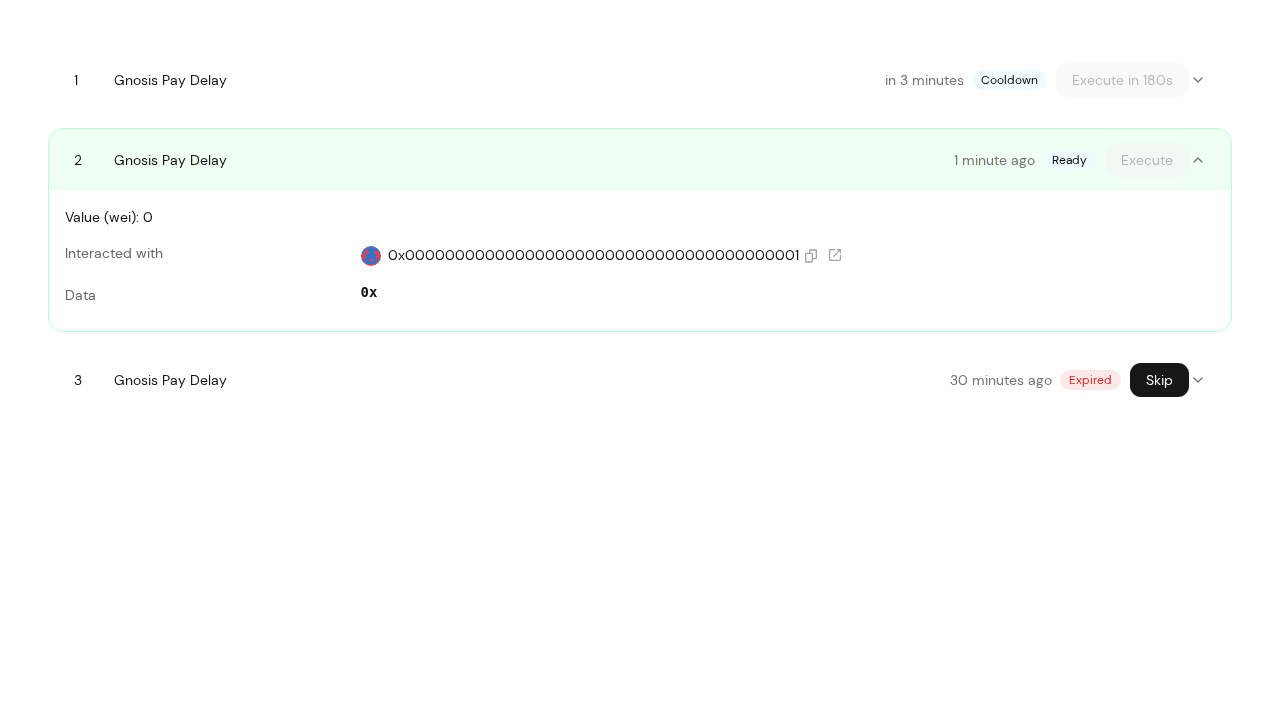 1 Gnosis Pay Delay in 3 minutes Cooldown Execute in 180s
2 Gnosis Pay Delay 1 minute ago Ready Execute
Value (wei): 0
Interacted with 0x0000000000000000000000000000000000000001
Data 0x
3 Gnosis Pay Delay 30 minutes ago Expired Skip